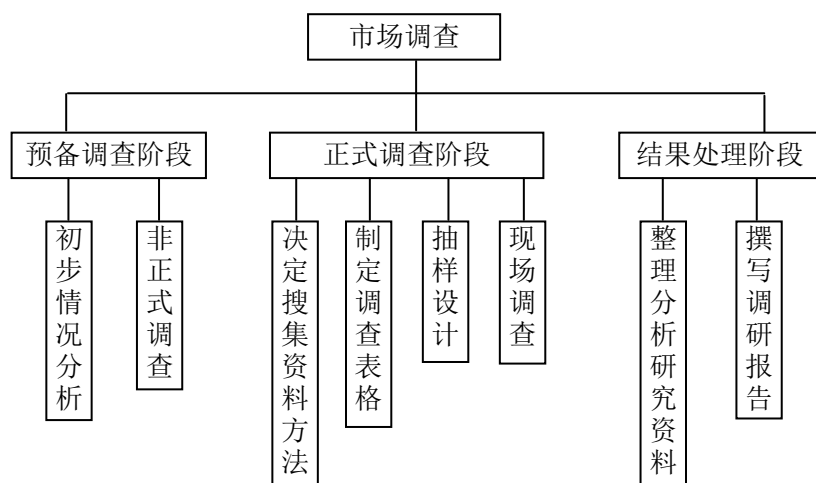 市场调查
预备调查阶段
正式调查阶段
结果处理阶段
初步情况分析
非正式调查
决定搜集资料方法
制定调查表格
抽样设计
现场调查
整理分析研究资料
撰写调研报告